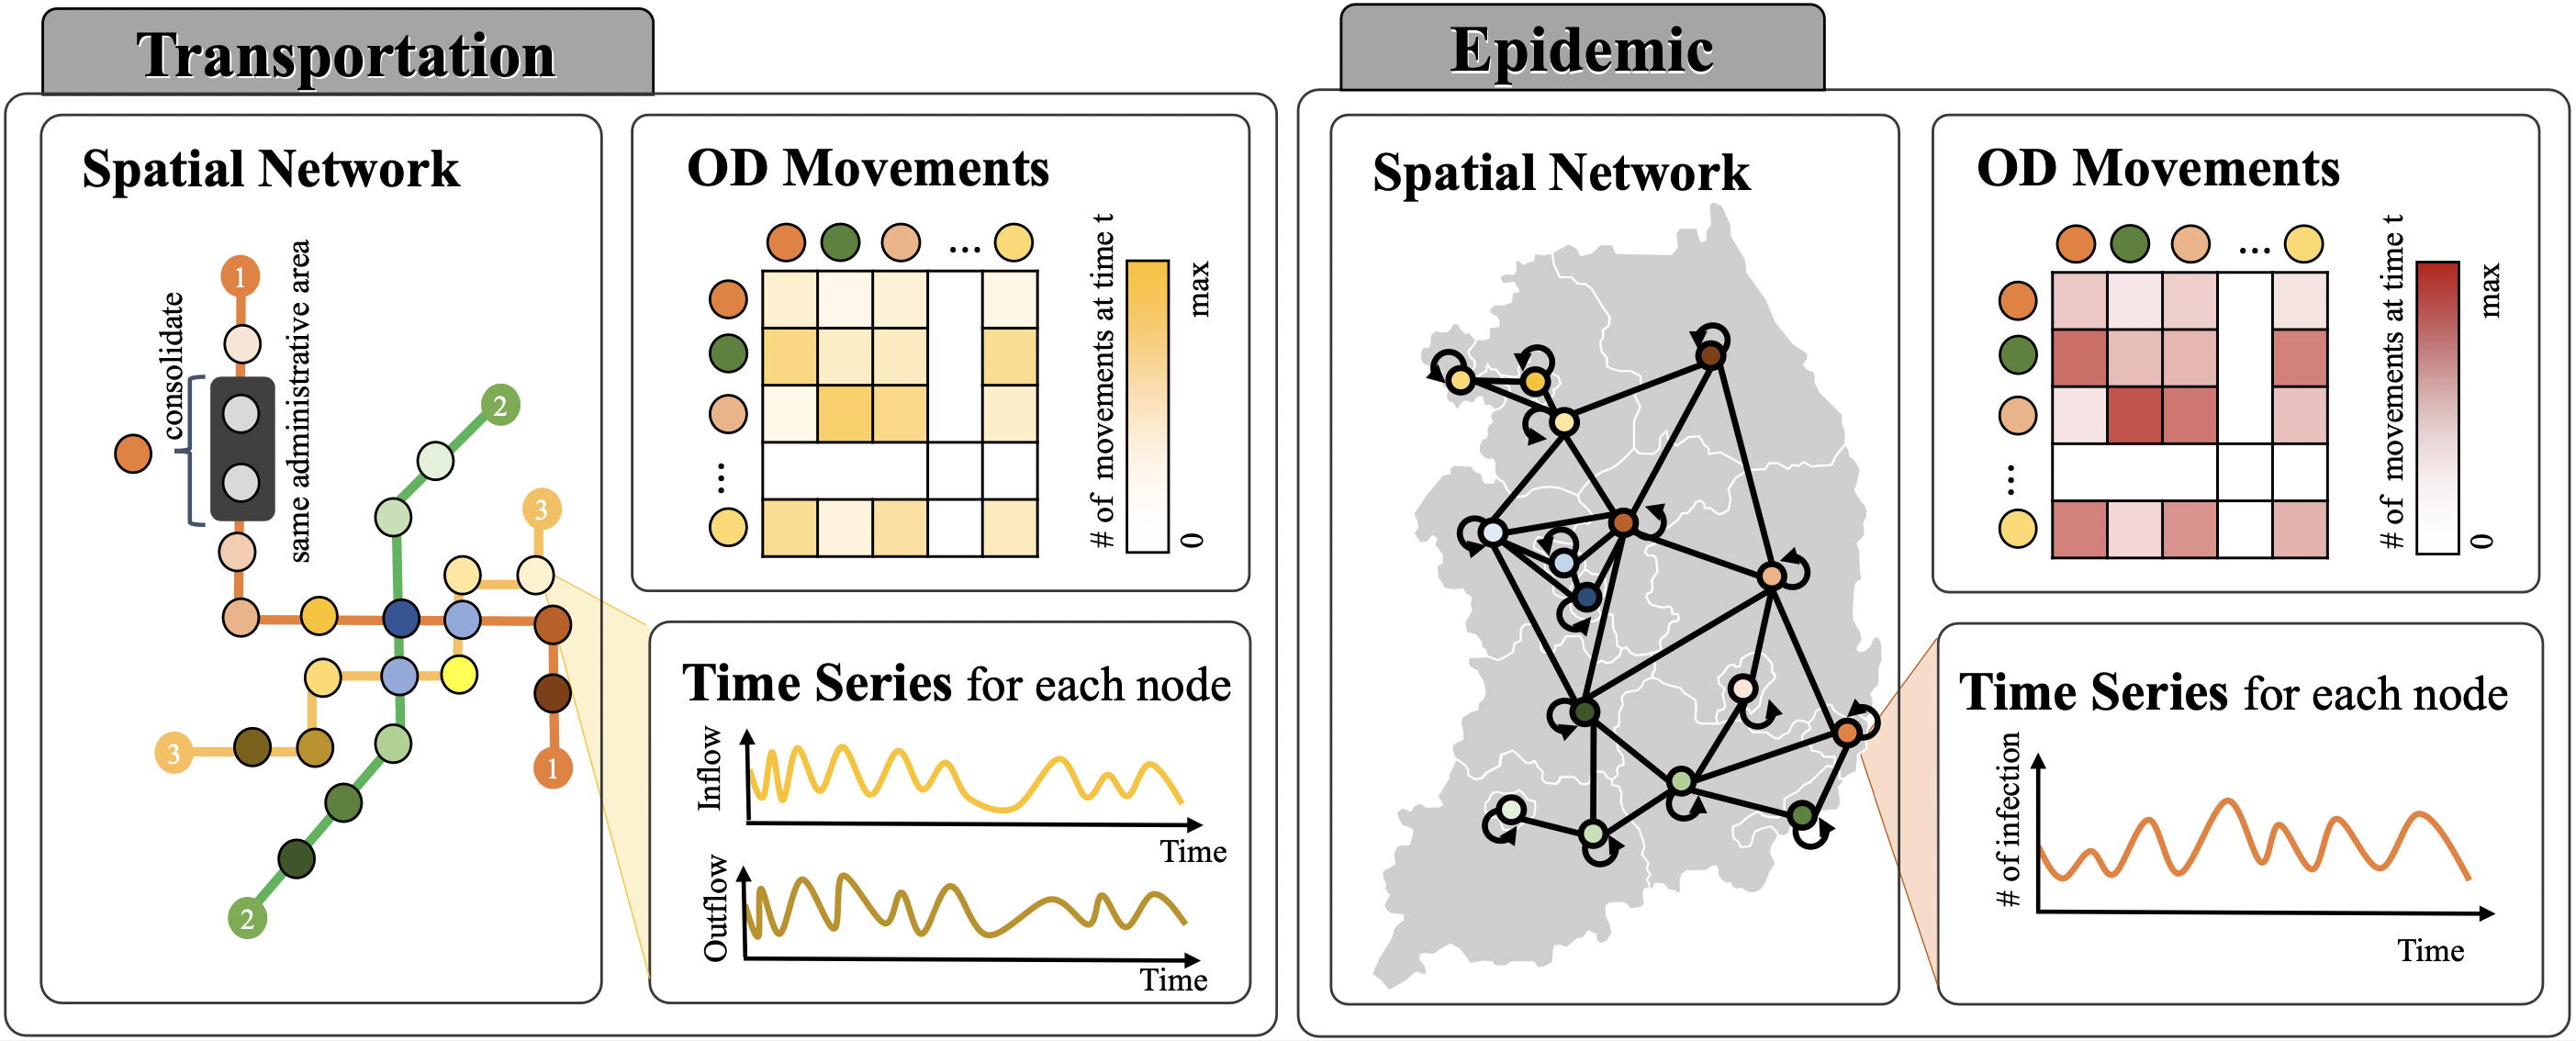 Transportation
Spatial Network
1
consolidate
same administrative area
2
3
3
1
2
OD Movements
...
...
# of movements at time t
max
0
Time Series for each node
Inflow
Time
Outflow
Time
Epidemic
Spatial Network
OD Movements
...
...
# of movements at time t
max
0
Time Series for each node
# of infection
Time